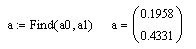 a := Find(a0, a1)  a = (0.1958
0.4331)